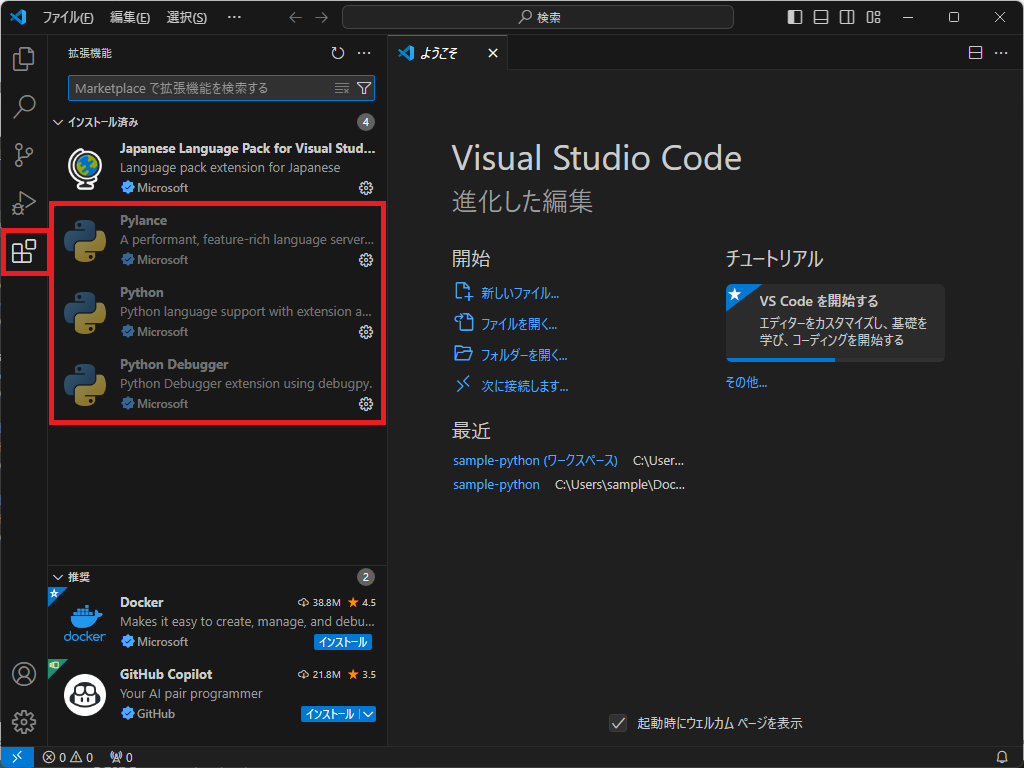 ファイル(F) 編集(E) 選択(S) … 検索
拡張機能 …
Marketplace で拡張機能を検索する
インストール済み 4
Japanese Language Pack for Visual Stud...
Language pack extension for Japanese
Microsoft
Pylance
A performant, feature-rich language server...
Microsoft
Python
Python language support with extension a...
Microsoft
Python Debugger
Python Debugger extension using debugpy.
Microsoft
推奨 2
Docker 38.8M ★ 4.5
Makes it easy to create, manage, and debu...
Microsoft インストール
docker
GitHub Copilot 21.8M ★ 3.5
Your AI pair programmer
GitHub インストール
ようこそ
Visual Studio Code
進化した編集
開始
新しいファイル...
ファイルを開く...
フォルダーを開く...
次に接続します...
最近
sample-python (ワークスペース) C:\User...
sample-python C:\Users\sample\Doc...
チュートリアル
VS Code を開始する
エディターをカスタマイズし、基礎を
学び、コーディングを開始する
その他...
起動時にウェルカム ページを表示
0 0 0